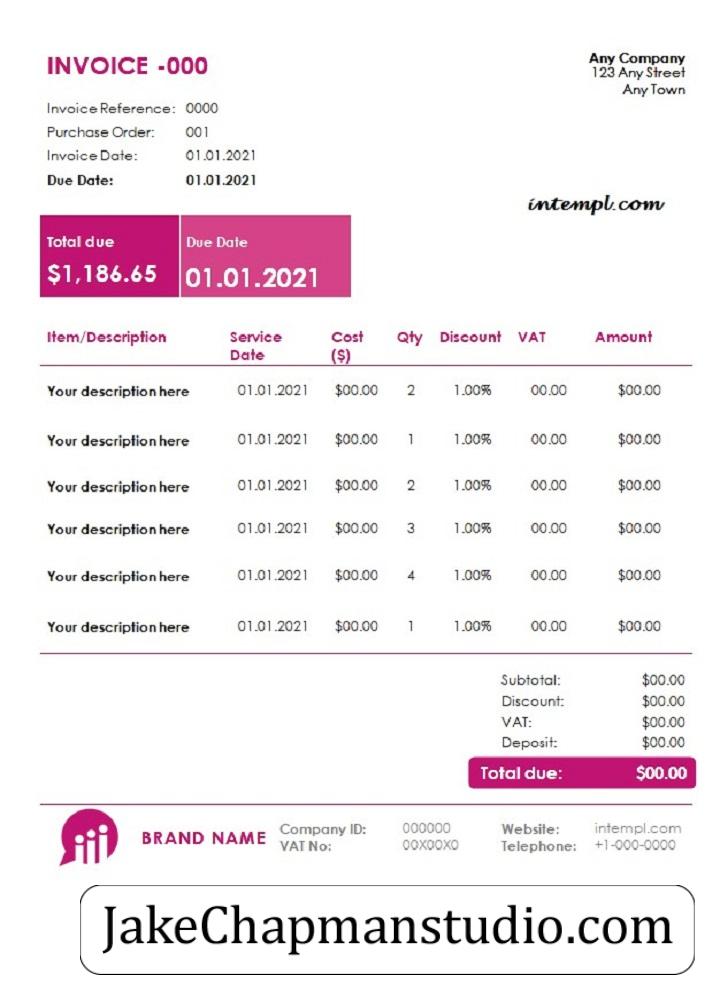 INVOICE -000
Any Company
123 Any Street
Any Town
Invoice Reference: 0000
Purchase Order: 001
Invoice Date: 01.01.2021
Due Date: 01.01.2021
intempl.com
Total due Due Date
$1,186.65 01.01.2021
Item/Description Service Date Cost ($) Qty Discount VAT Amount
Your description here 01.01.2021 $00.00 2 1.00% 00.00 $00.00
Your description here 01.01.2021 $00.00 1 1.00% 00.00 $00.00
Your description here 01.01.2021 $00.00 2 1.00% 00.00 $00.00
Your description here 01.01.2021 $00.00 3 1.00% 00.00 $00.00
Your description here 01.01.2021 $00.00 4 1.00% 00.00 $00.00
Your description here 01.01.2021 $00.00 1 1.00% 00.00 $00.00
Subtotal: $00.00
Discount: $00.00
VAT: $00.00
Deposit: $00.00
Total due: $00.00
BRAND NAME
Company ID: 000000
VAT No: 00X00X0
Website: intempl.com
Telephone: +1-000-0000
JakeChapmanstudio.com